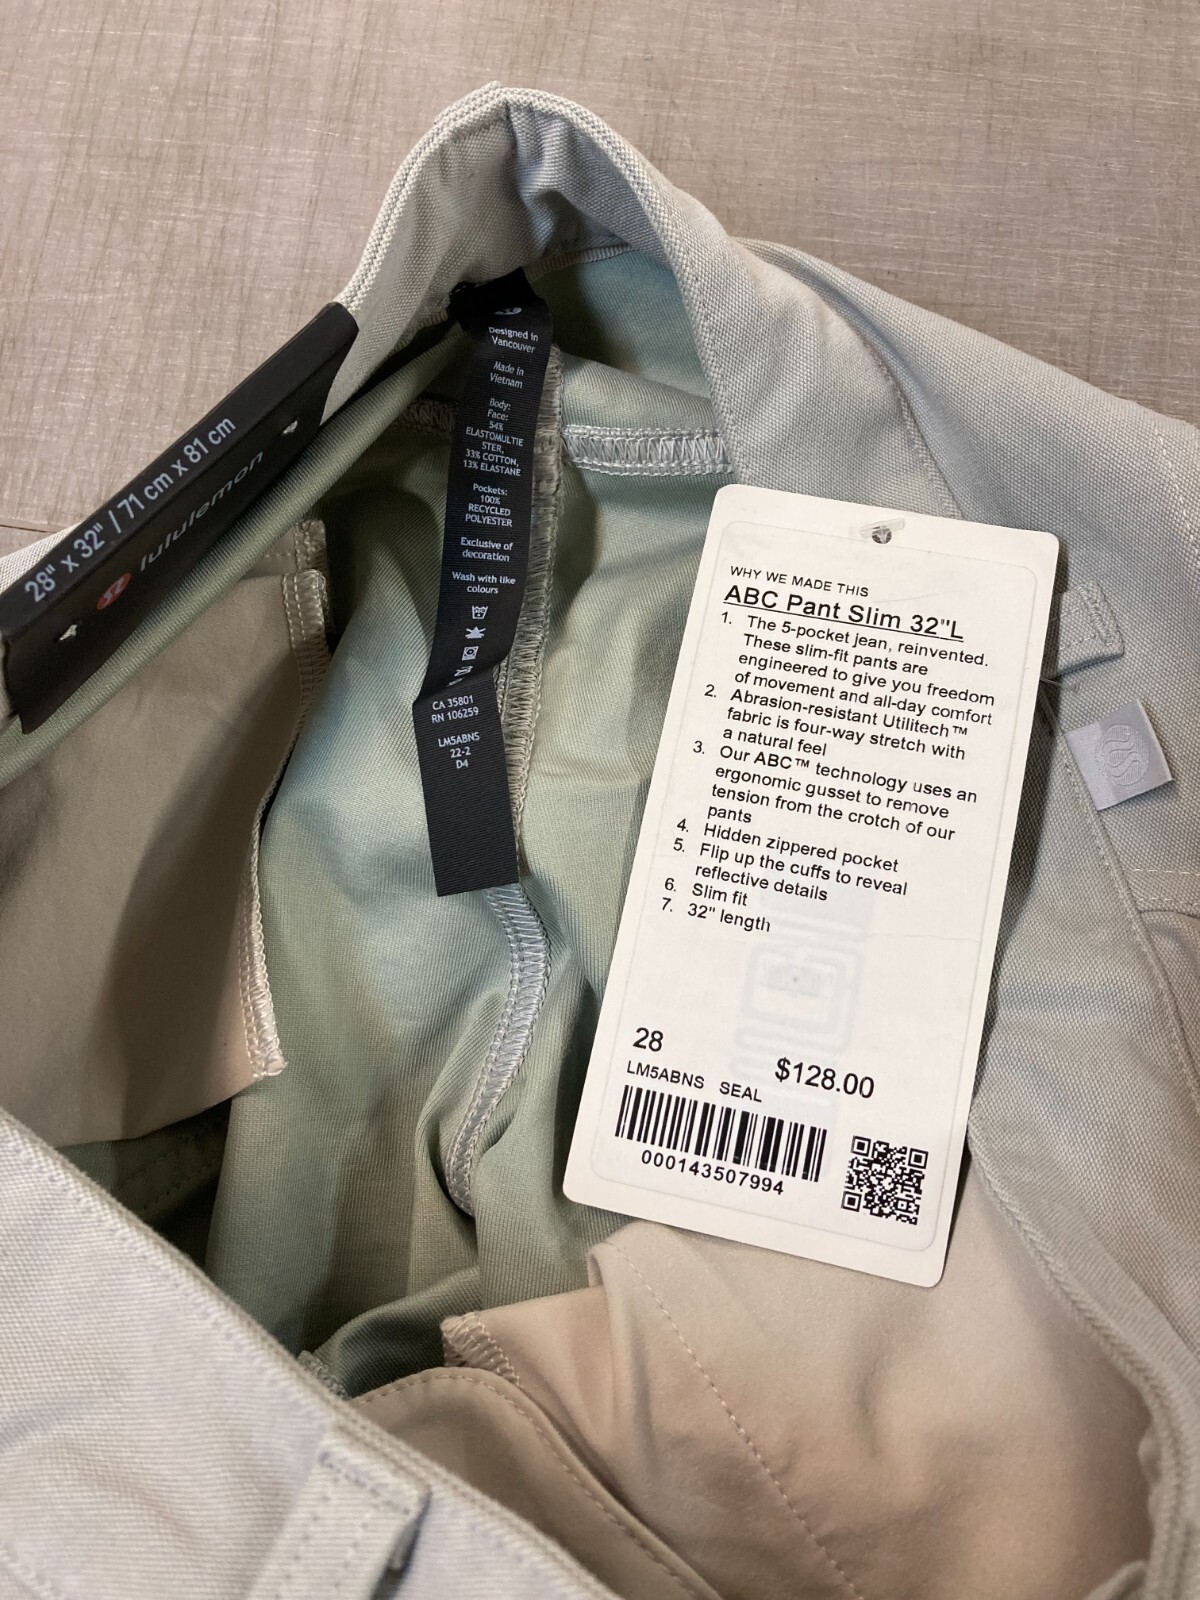 28" x 32" / 71 cm x 81 cm
lululemon
Designed in
Vancouver
Made in
Vietnam
Body:
Face:
54%
ELASTOMULTIE
STER,
33% COTTON,
13% ELASTANE
Pockets:
100%
RECYCLED
POLYESTER
Exclusive of
decoration
Wash with like
colours
CA 35801
RN 106259
LM5ABNS
22-2
D4
WHY WE MADE THIS
ABC Pant Slim 32"L
1. The 5-pocket jean, reinvented.
These slim-fit pants are
engineered to give you freedom
of movement and all-day comfort
2. Abrasion-resistant Utilitech™
fabric is four-way stretch with
a natural feel
3. Our ABC™ technology uses an
ergonomic gusset to remove
tension from the crotch of our
pants
4. Hidden zippered pocket
5. Flip up the cuffs to reveal
reflective details
6. Slim fit
7. 32" length
28
$128.00
LM5ABNS SEAL
000143507994